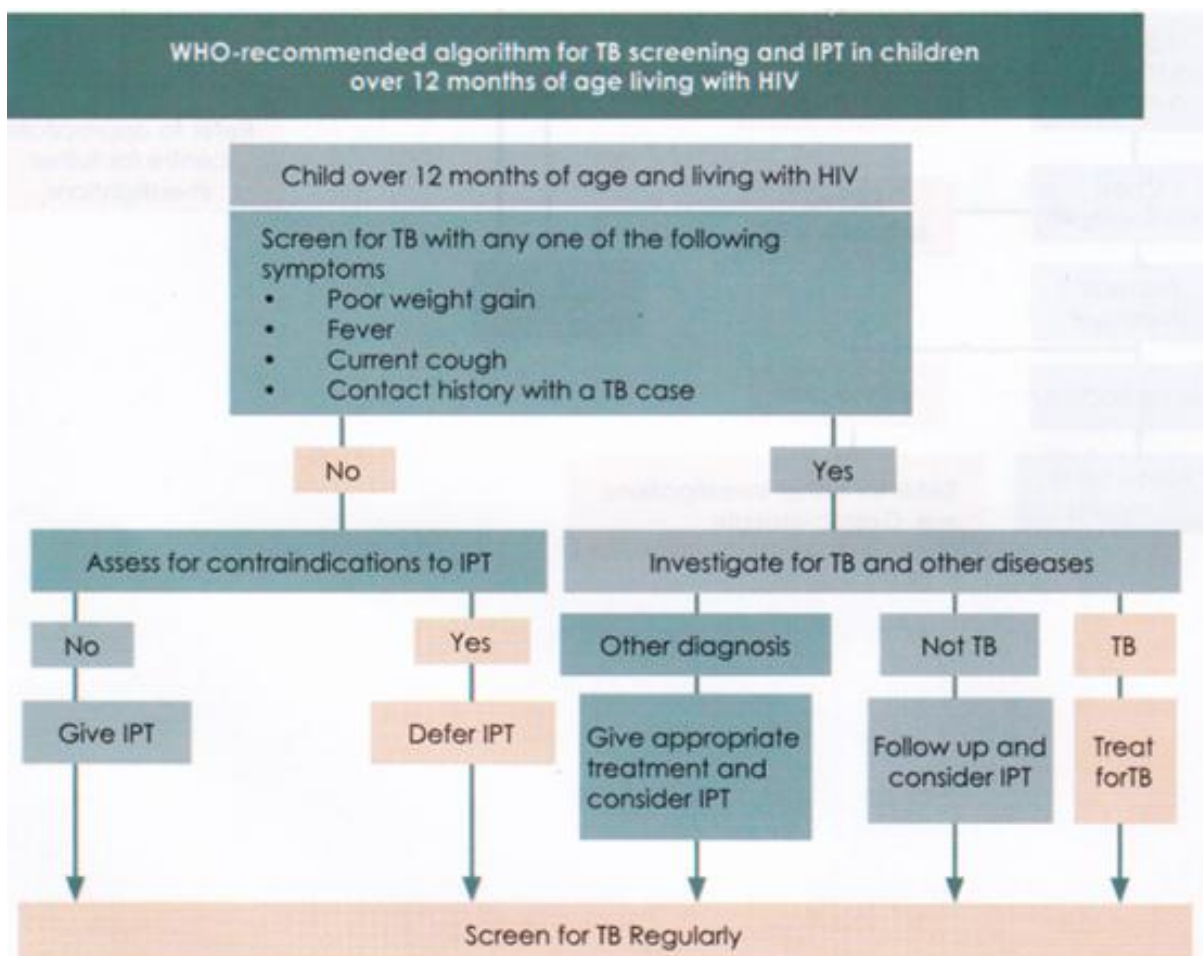 WHO-recommended algorithm for TB screening and IPT in children
over 12 months of age living with HIV
Child over 12 months of age and living with HIV
Screen for TB with any one of the following
symptoms
• Poor weight gain
• Fever
• Current cough
• Contact history with a TB case
No
Yes
Assess for contraindications to IPT
Investigate for TB and other diseases
No
Yes
Other diagnosis
Not TB
TB
Give IPT
Defer IPT
Give appropriate
treatment and
consider IPT
Follow up and
consider IPT
Treat
forTB
Screen for TB Regularly